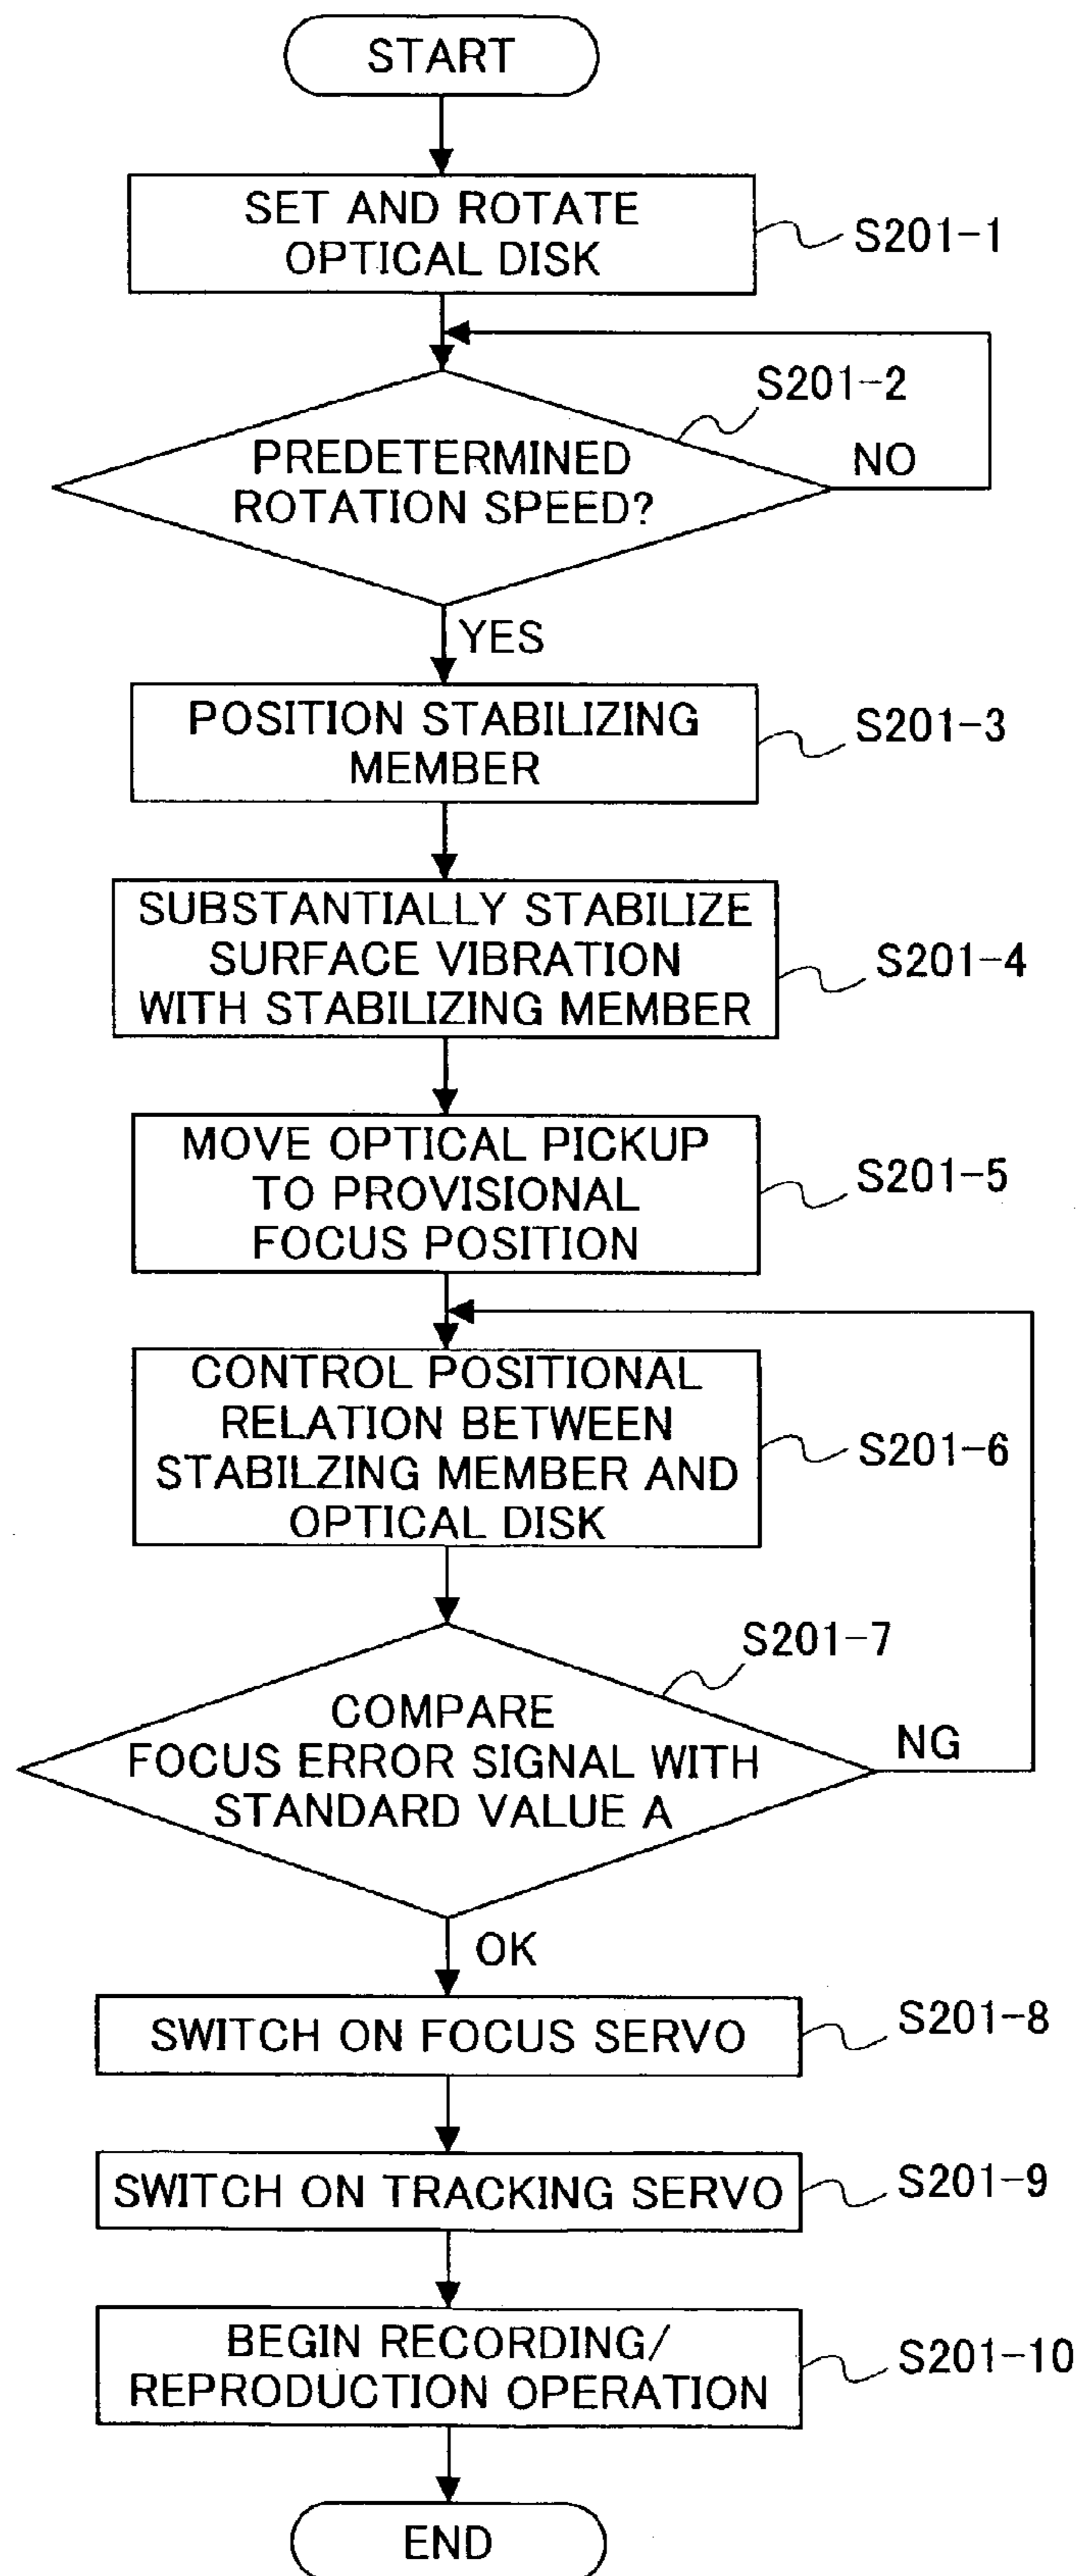 START
SET AND ROTATE
OPTICAL DISK
S201-1
S201-2
PREDETERMINED
ROTATION SPEED?
NO
YES
POSITION STABILIZING
MEMBER
S201-3
SUBSTANTIALLY STABILIZE
SURFACE VIBRATION
WITH STABILIZING MEMBER
S201-4
MOVE OPTICAL PICKUP
TO PROVISIONAL
FOCUS POSITION
S201-5
CONTROL POSITIONAL
RELATION BETWEEN
STABILZING MEMBER AND
OPTICAL DISK
S201-6
S201-7
COMPARE
FOCUS ERROR SIGNAL WITH
STANDARD VALUE A
NG
OK
SWITCH ON FOCUS SERVO
S201-8
SWITCH ON TRACKING SERVO
S201-9
BEGIN RECORDING/
REPRODUCTION OPERATION
S201-10
END